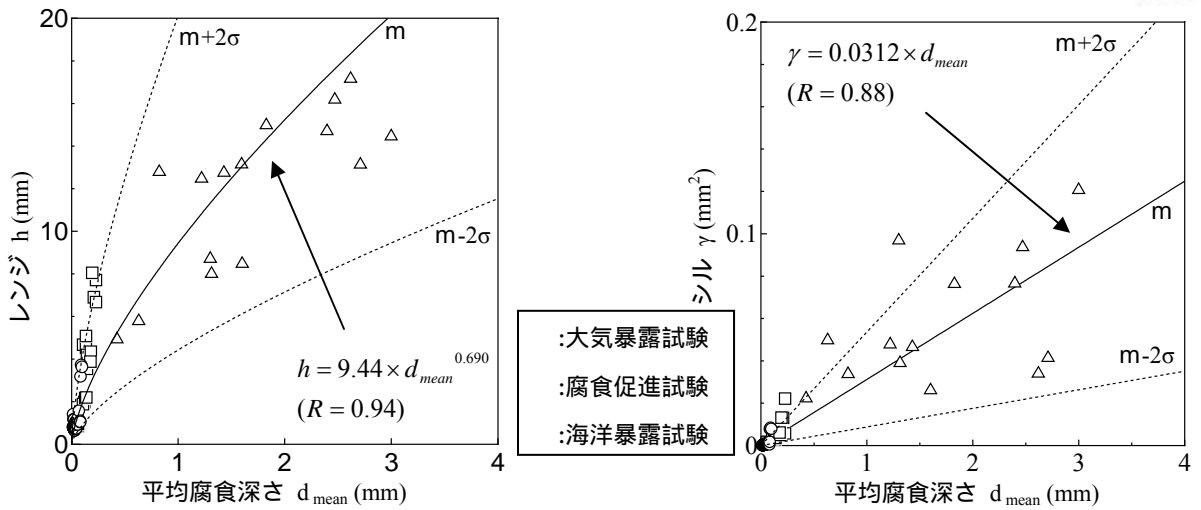 20
10
0
レンジ h (mm)
m+2σ
m
m-2σ
h = 9.44 × d_mean^0.690
(R = 0.94)
0 1 2 3 4
平均腐食深さ d_mean (mm)
:大気暴露試験
:腐食促進試験
:海洋暴露試験
0.2
0.1
0
シル γ (mm²)
m+2σ
γ = 0.0312 × d_mean
(R = 0.88)
m
m-2σ
0 1 2 3 4
平均腐食深さ d_mean (mm)